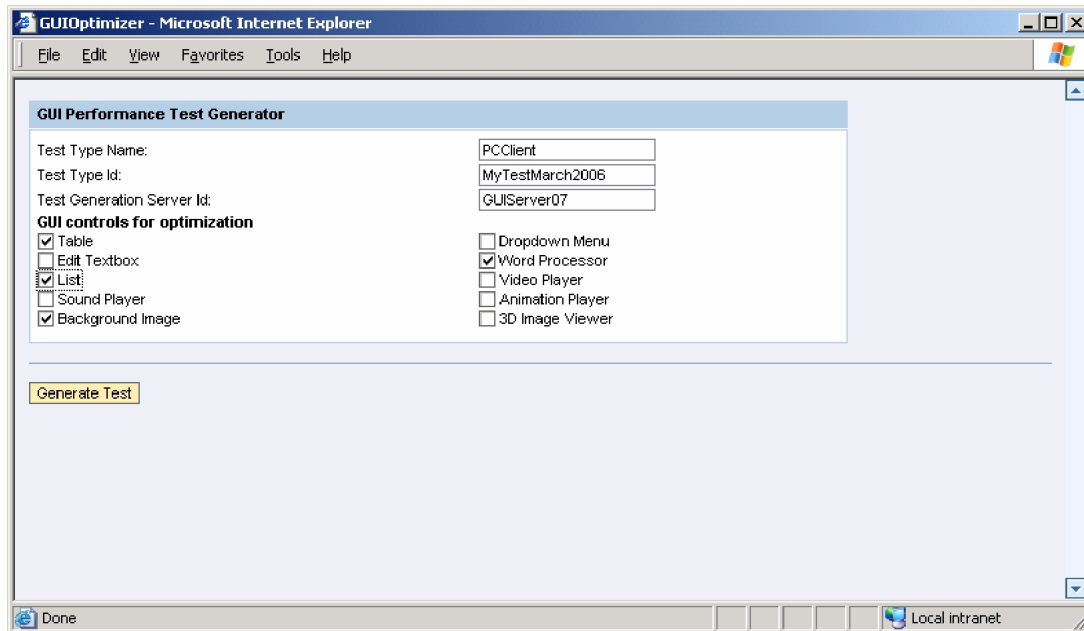 GUIOptimizer - Microsoft Internet Explorer
File Edit View Favorites Tools Help
GUI Performance Test Generator
Test Type Name: PCClient
Test Type Id: MyTestMarch2006
Test Generation Server Id: GUIServer07
GUI controls for optimization
Table Dropdown Menu
Edit Textbox Word Processor
List Video Player
Sound Player Animation Player
Background Image 3D Image Viewer
Generate Test
Done Local intranet